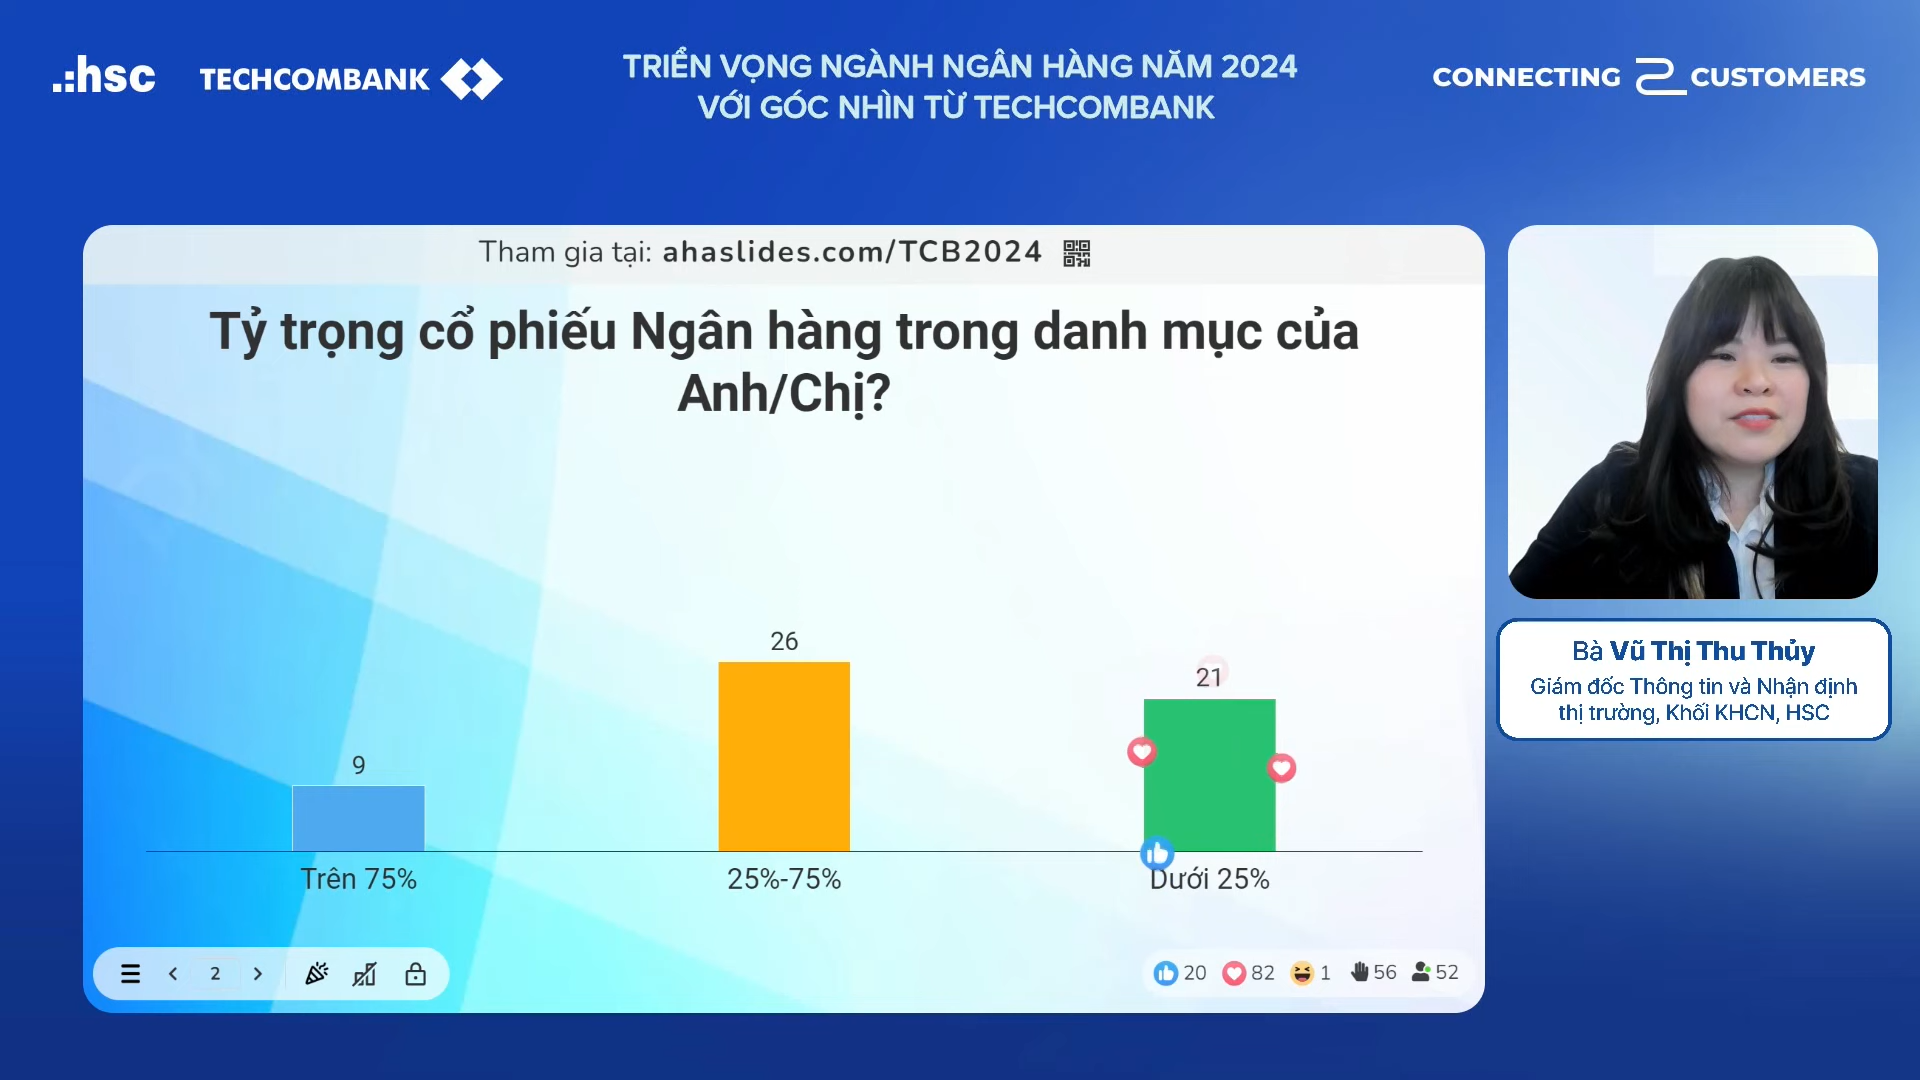 .:hsc TECHCOMBANK
TRIỂN VỌNG NGÀNH NGÂN HÀNG NĂM 2024
VỚI GÓC NHÌN TỪ TECHCOMBANK
CONNECTING CUSTOMERS
Tham gia tại: ahaslides.com/TCB2024
Tỷ trọng cổ phiếu Ngân hàng trong danh mục của
Anh/Chị?
9
26
21
Trên 75%
25%-75%
Dưới 25%
2
20 82 1 56 52
Bà Vũ Thị Thu Thủy
Giám đốc Thông tin và Nhận định
thị trường, Khối KHCN, HSC